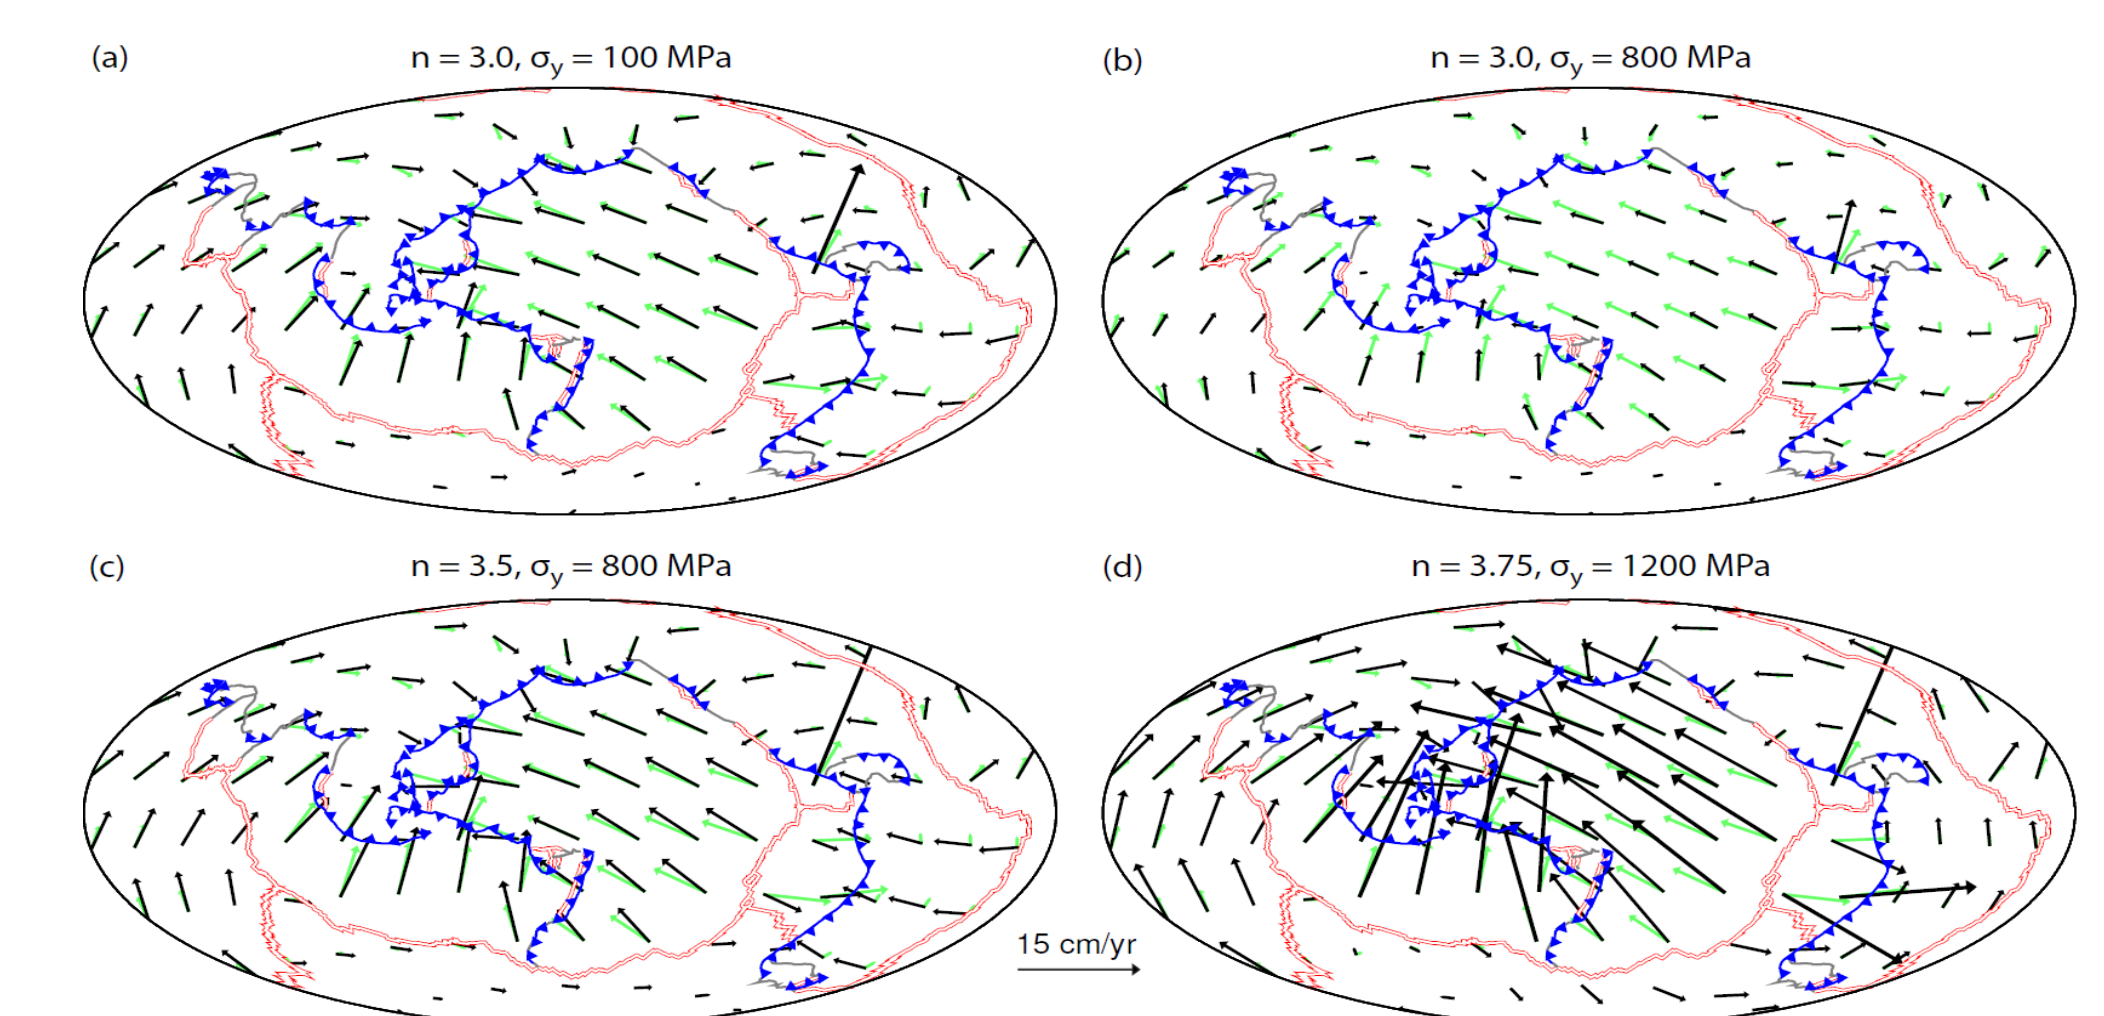 (a) n = 3.0, σy = 100 MPa
(b) n = 3.0, σy = 800 MPa
(c) n = 3.5, σy = 800 MPa
(d) n = 3.75, σy = 1200 MPa
15 cm/yr